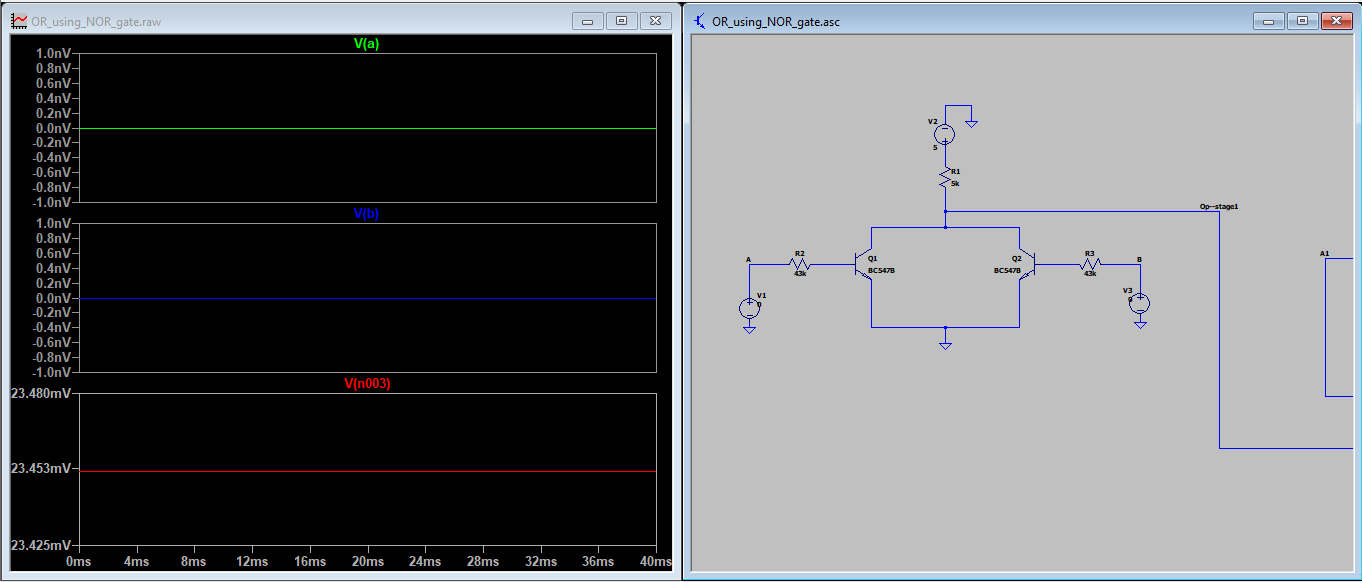 OR_using_NOR_gate.raw
V(a)
1.0nV
0.8nV
0.6nV
0.4nV
0.2nV
0.0nV
-0.2nV
-0.4nV
-0.6nV
-0.8nV
-1.0nV
V(b)
1.0nV
0.8nV
0.6nV
0.4nV
0.2nV
0.0nV
-0.2nV
-0.4nV
-0.6nV
-0.8nV
-1.0nV
V(n003)
23.480mV
23.453mV
23.425mV
0ms 4ms 8ms 12ms 16ms 20ms 24ms 28ms 32ms 36ms 40ms
OR_using_NOR_gate.asc
V2
5
R1
5k
Op--stage1
A
R2
43k
Q1
BC547B
Q2
BC547B
R3
43k
B
A1
V1
0
V3
0